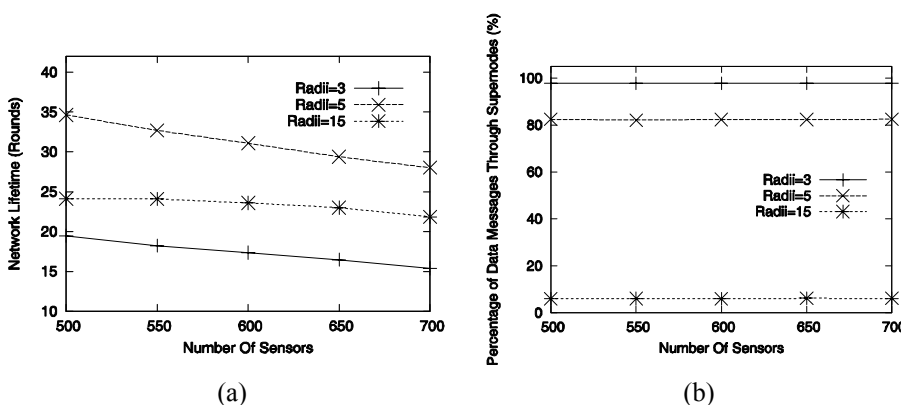 40
35
30
25
20
15
10
500 550 600 650 700
Network Lifetime (Rounds)
Number Of Sensors
Radii=3
Radii=5
Radii=15
(a)
100
80
60
40
20
0
500 550 600 650 700
Percentage of Data Messages Through Supernodes (%)
Number Of Sensors
Radii=3
Radii=5
Radii=15
(b)